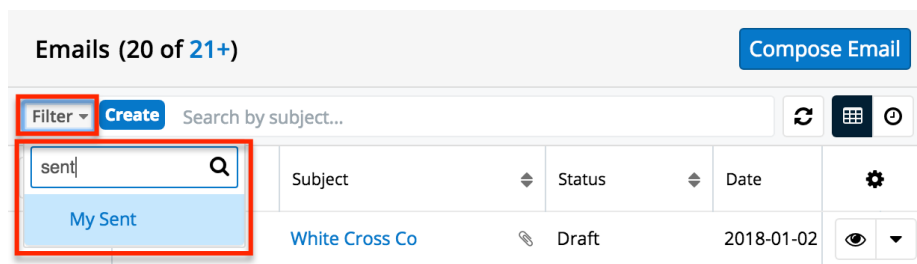 Emails (20 of 21+)
Compose Email
Filter Create Search by subject...
sent
Subject Status Date
My Sent
White Cross Co Draft 2018-01-02